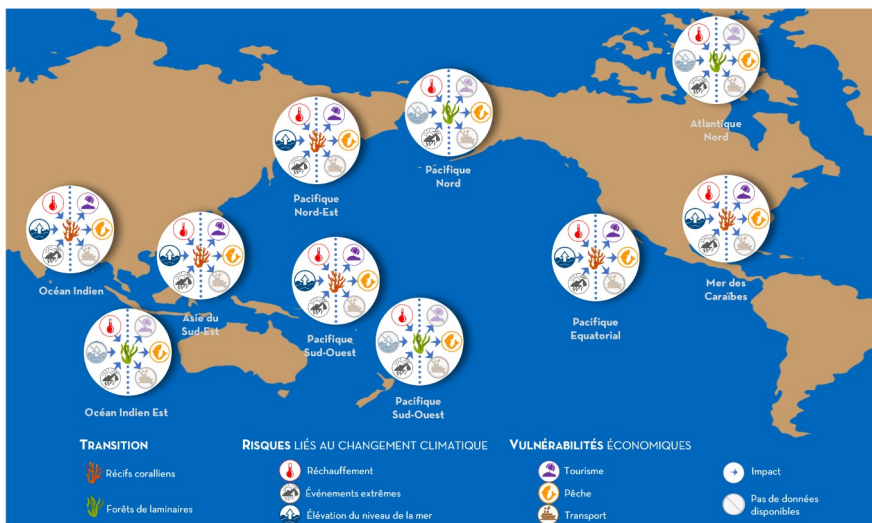 Atlantique
Nord
Pacifique
Nord
Pacifique
Nord-Est
Océan Indien
Asie du
Sud-Est
Pacifique
Sud-Ouest
Pacifique
Equatorial
Mer des
Caraïbes
Océan Indien Est
Pacifique
Sud-Ouest
TRANSITION
Récifs coralliens
Forêts de laminaires
RISQUES LIÉS AU CHANGEMENT CLIMATIQUE
Réchauffement
Événements extrêmes
Élévation du niveau de la mer
VULNÉRABILITÉS ÉCONOMIQUES
Tourisme
Pêche
Transport
Impact
Pas de données
disponibles